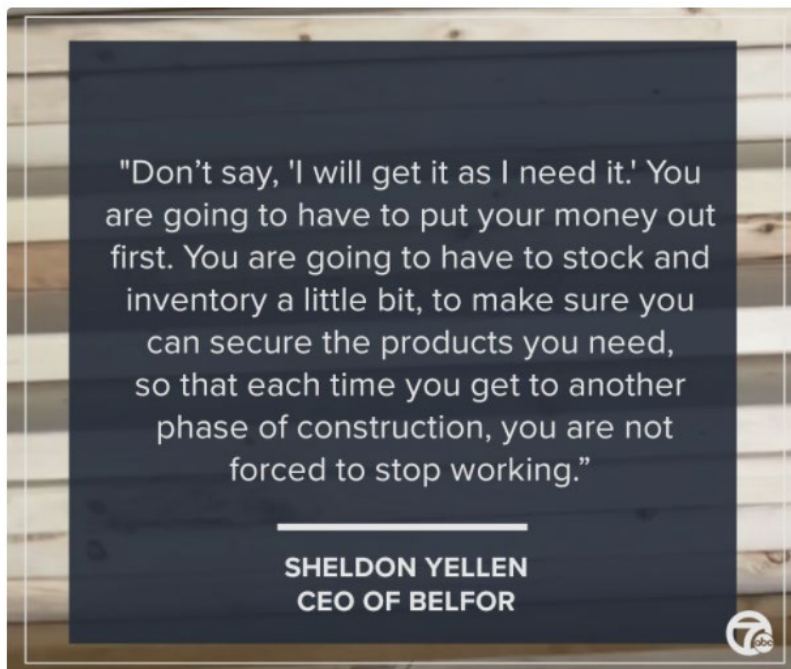 "Don’t say, 'I will get it as I need it.' You
are going to have to put your money out
first. You are going to have to stock and
inventory a little bit, to make sure you
can secure the products you need,
so that each time you get to another
phase of construction, you are not
forced to stop working.”
SHELDON YELLEN
CEO OF BELFOR
7 abc